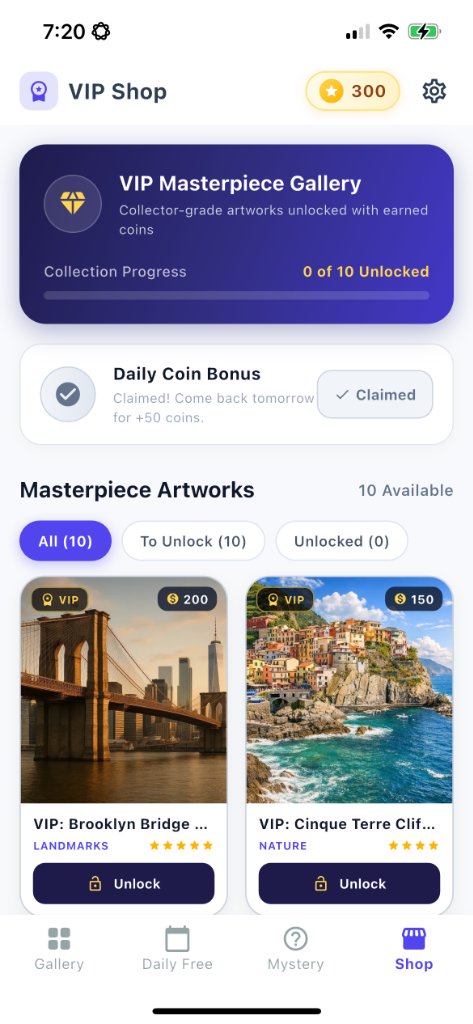 7:20
VIP Shop
300
VIP Masterpiece Gallery
Collector-grade artworks unlocked with earned
coins
Collection Progress
0 of 10 Unlocked
Daily Coin Bonus
Claimed! Come back tomorrow
for +50 coins.
Claimed
Masterpiece Artworks
10 Available
All (10)
To Unlock (10)
Unlocked (0)
VIP
200
VIP
150
VIP: Brooklyn Bridge ...
LANDMARKS
Unlock
VIP: Cinque Terre Clif...
NATURE
Unlock
Gallery
Daily Free
Mystery
Shop